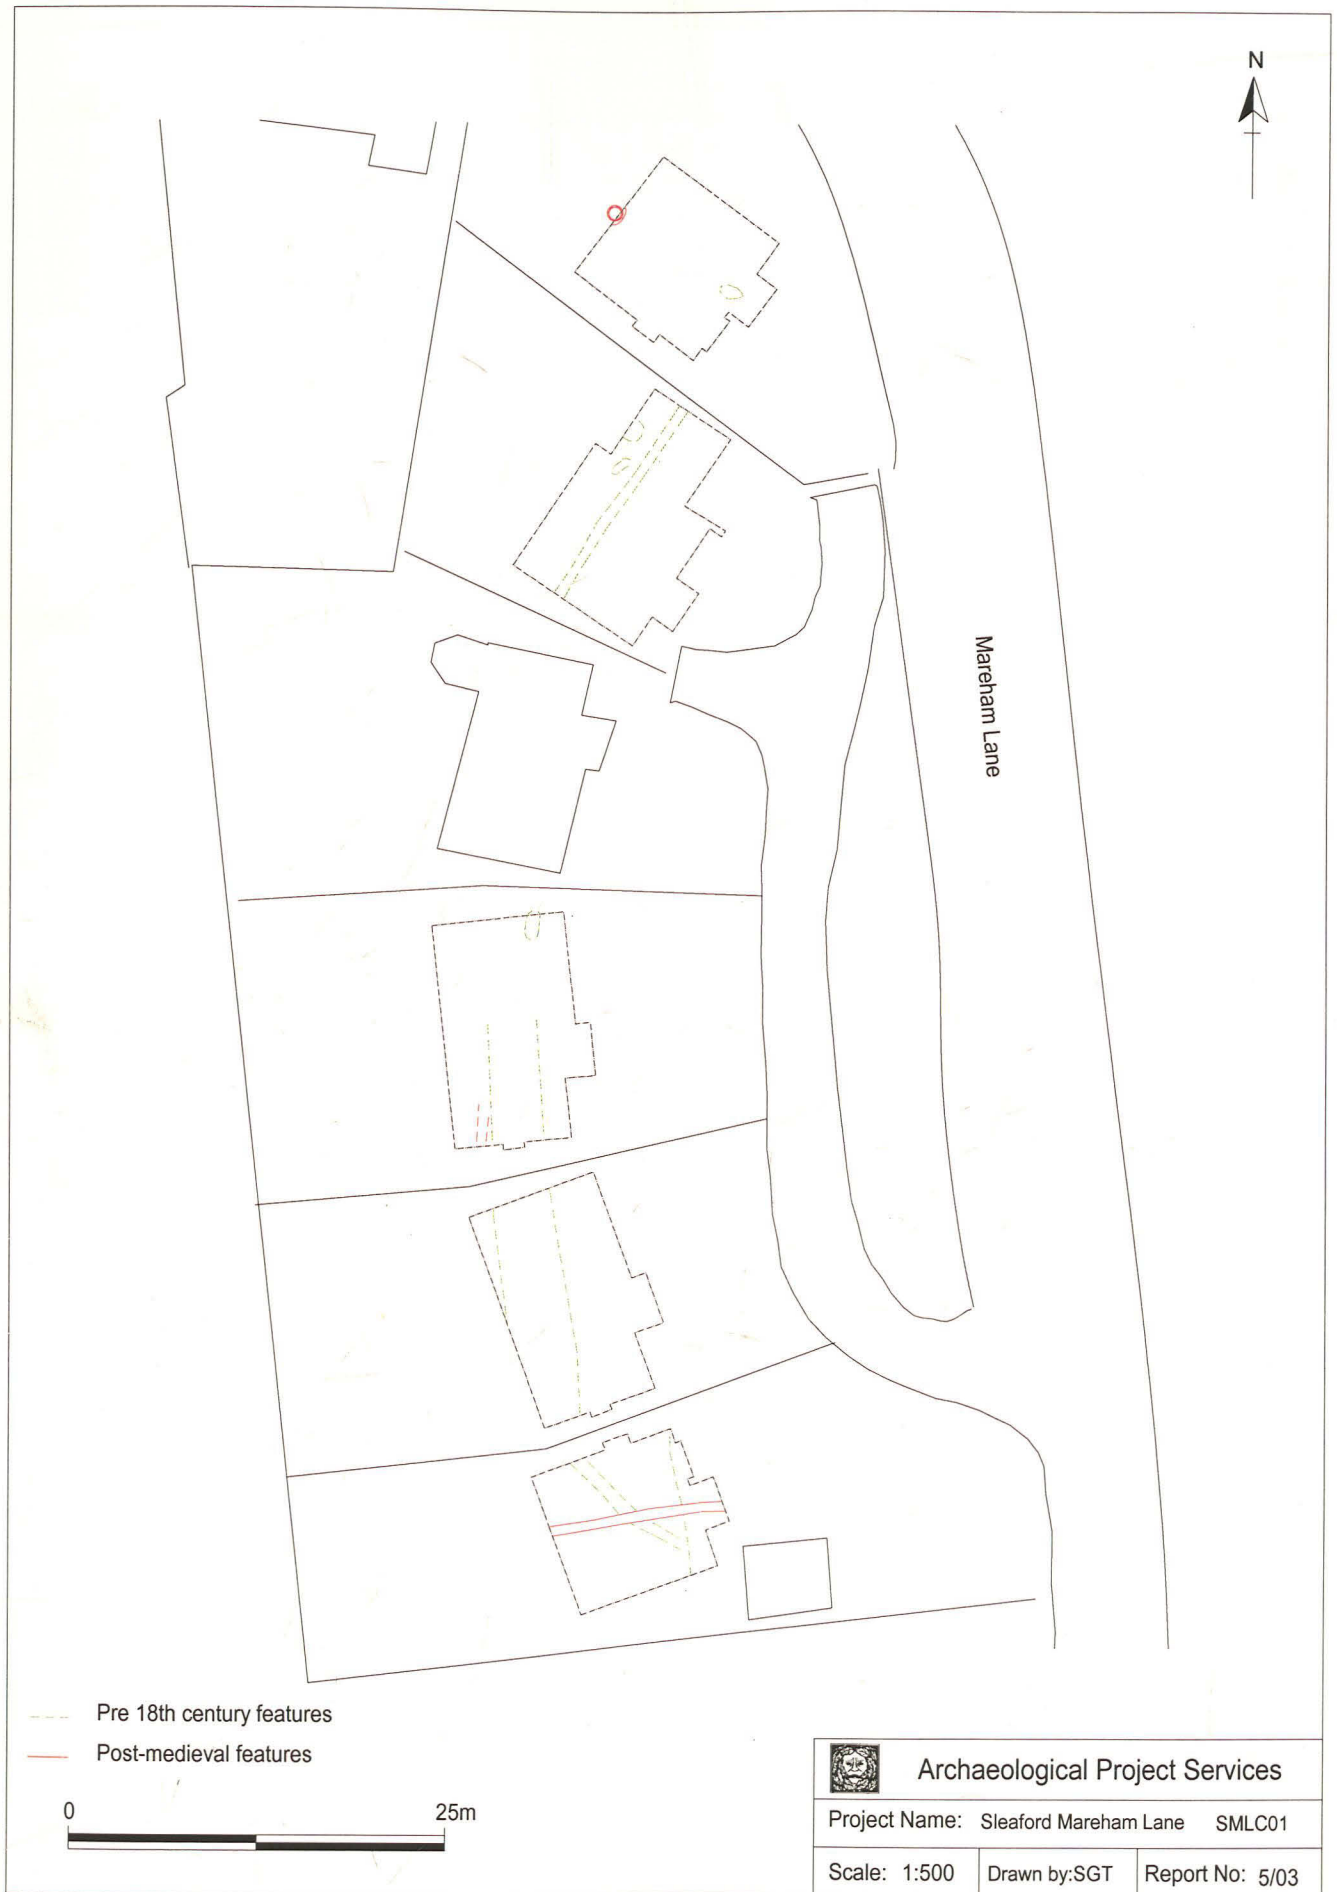 N
Mareham Lane
Pre 18th century features
Post-medieval features
0 25m
Archaeological Project Services
Project Name: Sleaford Mareham Lane SMLC01
Scale: 1:500 Drawn by:SGT Report No: 5/03